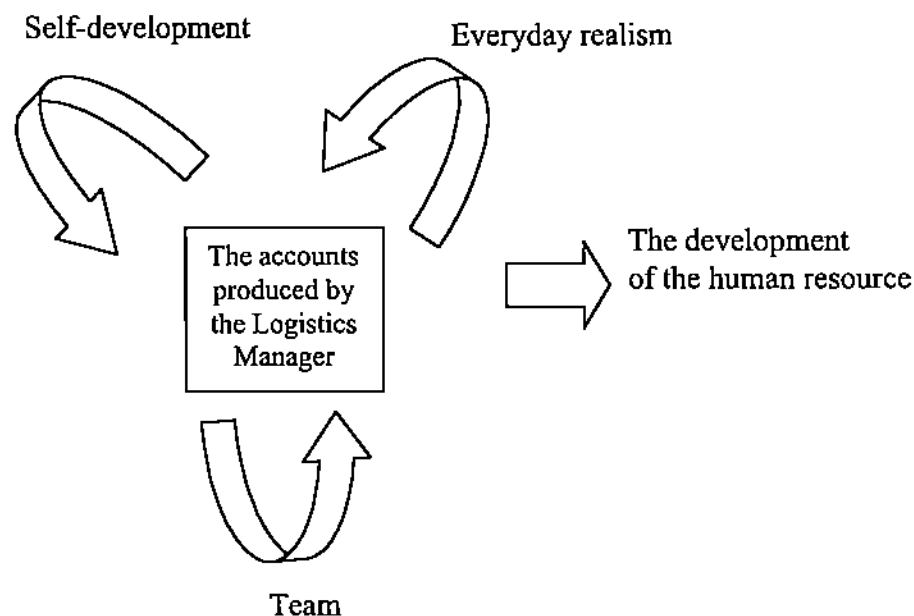 Self-development
Everyday realism
The accounts
produced by
the Logistics
Manager
The development
of the human resource
Team